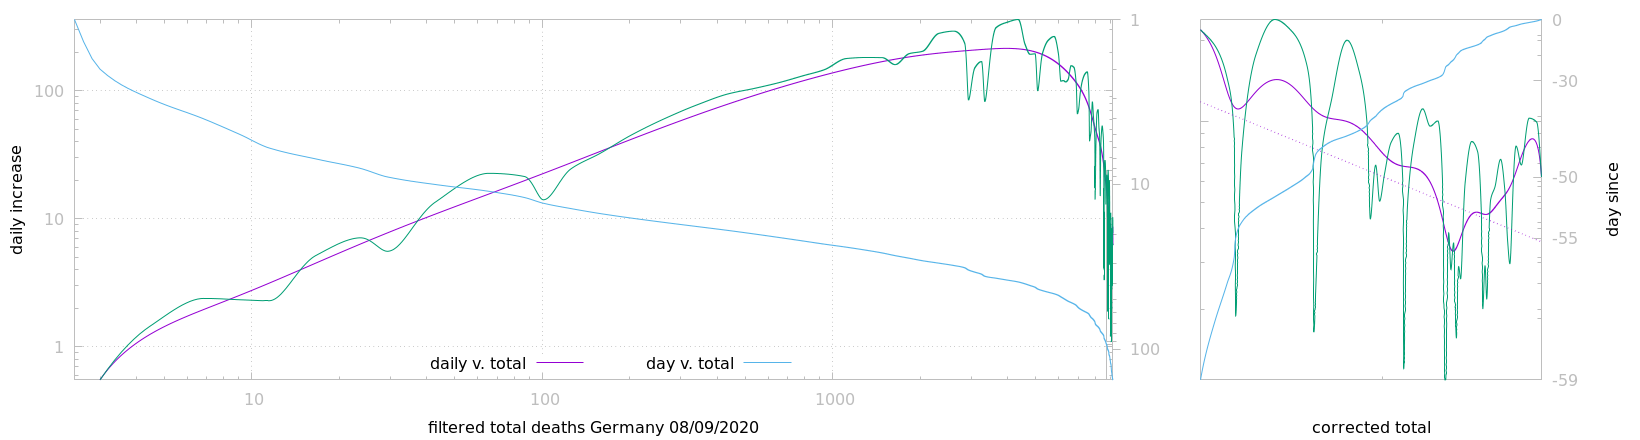 daily increase
100
10
1
10
100
1000
1
10
100
daily v. total
day v. total
filtered total deaths Germany 08/09/2020
0
-30
-50
-55
-59
day since
corrected total